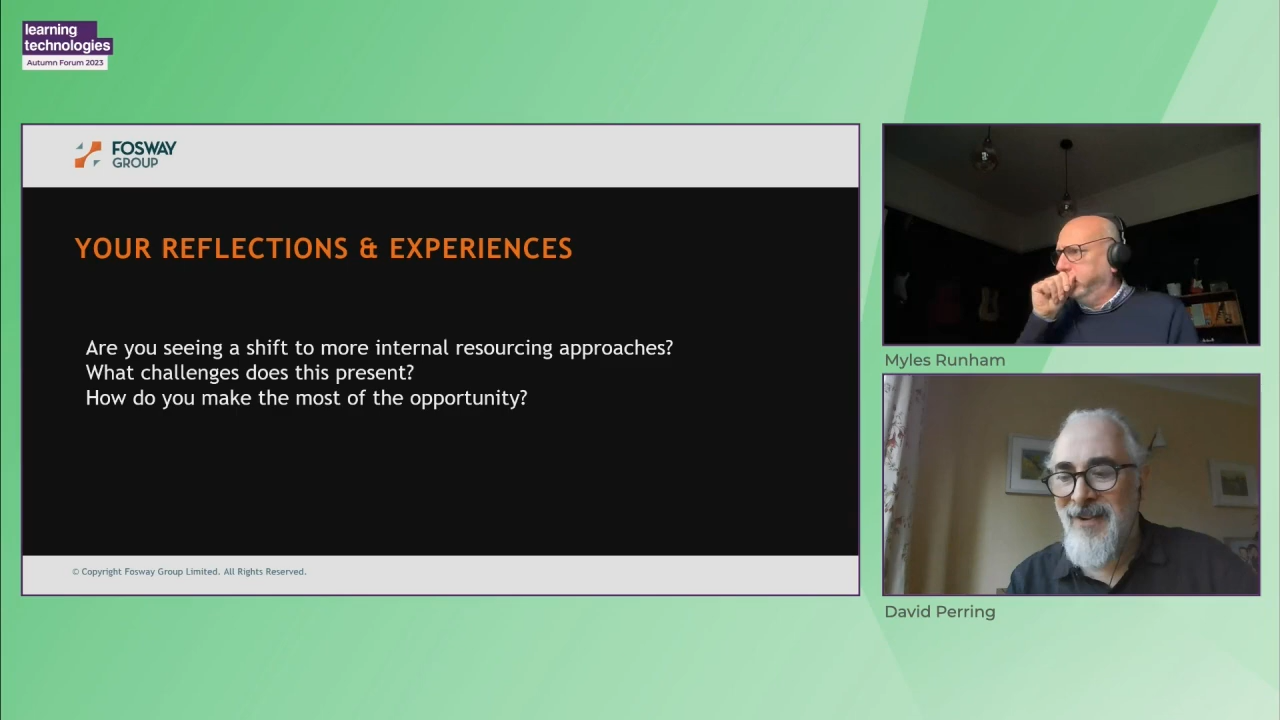 learning
technologies
Autumn Forum 2023
FOSWAY
GROUP
YOUR REFLECTIONS & EXPERIENCES
Are you seeing a shift to more internal resourcing approaches?
What challenges does this present?
How do you make the most of the opportunity?
© Copyright Fosway Group Limited. All Rights Reserved.
Myles Runham
David Perring